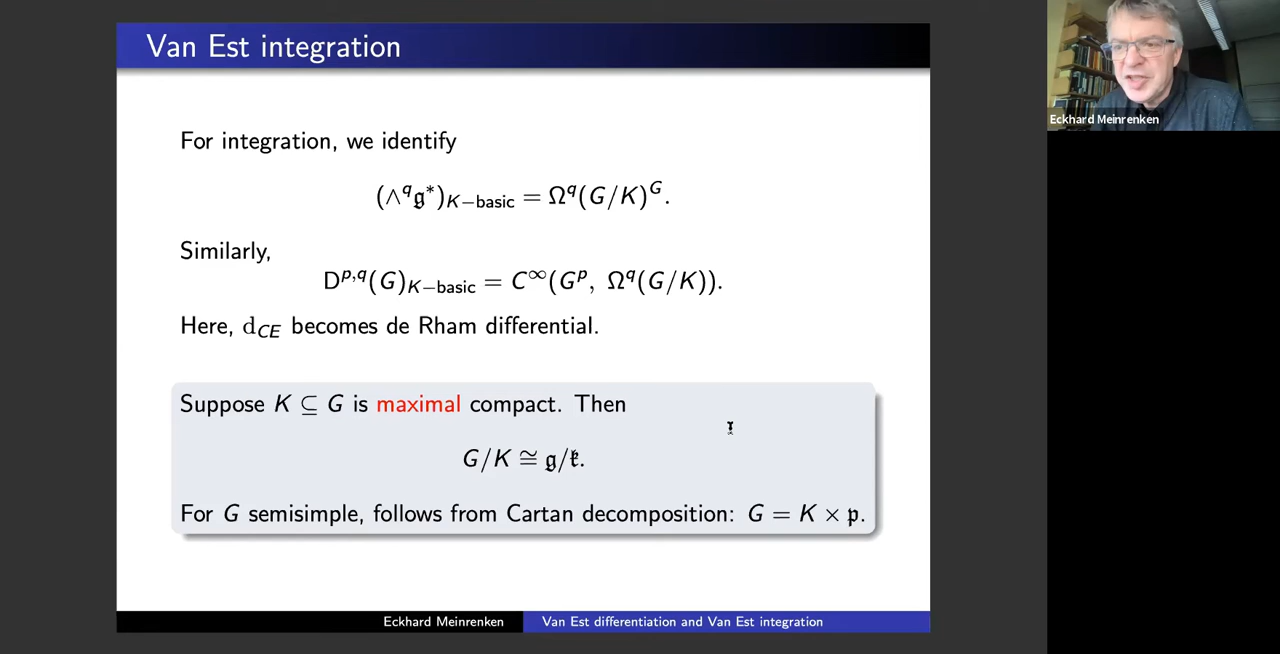 Van Est integration
Eckhard Meinrenken
For integration, we identify
(∧^q 𝔤*)_{K−basic} = Ω^q(G/K)^G.
Similarly,
D^{p,q}(G)_{K−basic} = C^∞(G^p, Ω^q(G/K)).
Here, d_{CE} becomes de Rham differential.
Suppose K ⊆ G is maximal compact. Then
G/K ≅ 𝔤/𝔨.
For G semisimple, follows from Cartan decomposition: G = K × 𝔭.
Eckhard Meinrenken
Van Est differentiation and Van Est integration